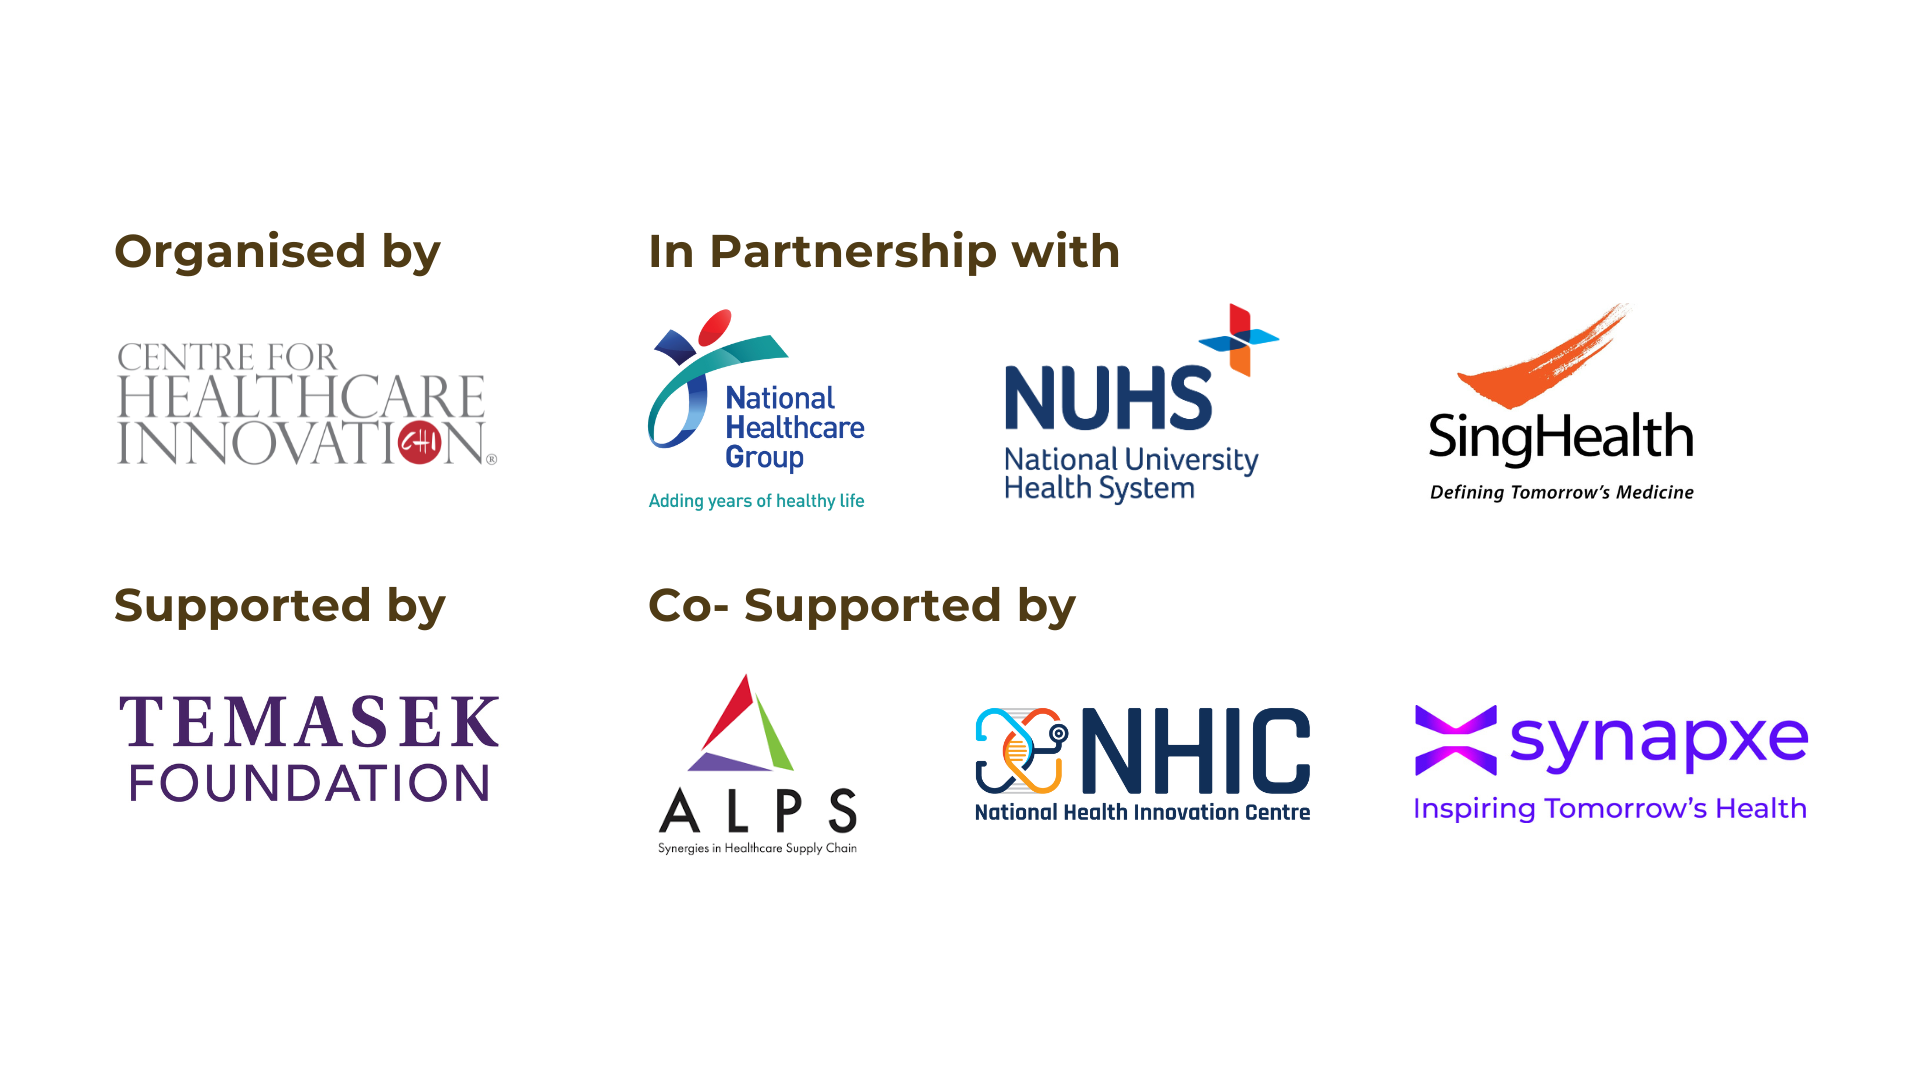 Organised by
CENTRE FOR
HEALTHCARE
INNOVATION®
CHI
In Partnership with
National
Healthcare
Group
Adding years of healthy life
NUHS
National University
Health System
SingHealth
Defining Tomorrow's Medicine
Supported by
TEMASEK
FOUNDATION
Co- Supported by
ALPS
Synergies in Healthcare Supply Chain
NHIC
National Health Innovation Centre
synapxe
Inspiring Tomorrow's Health